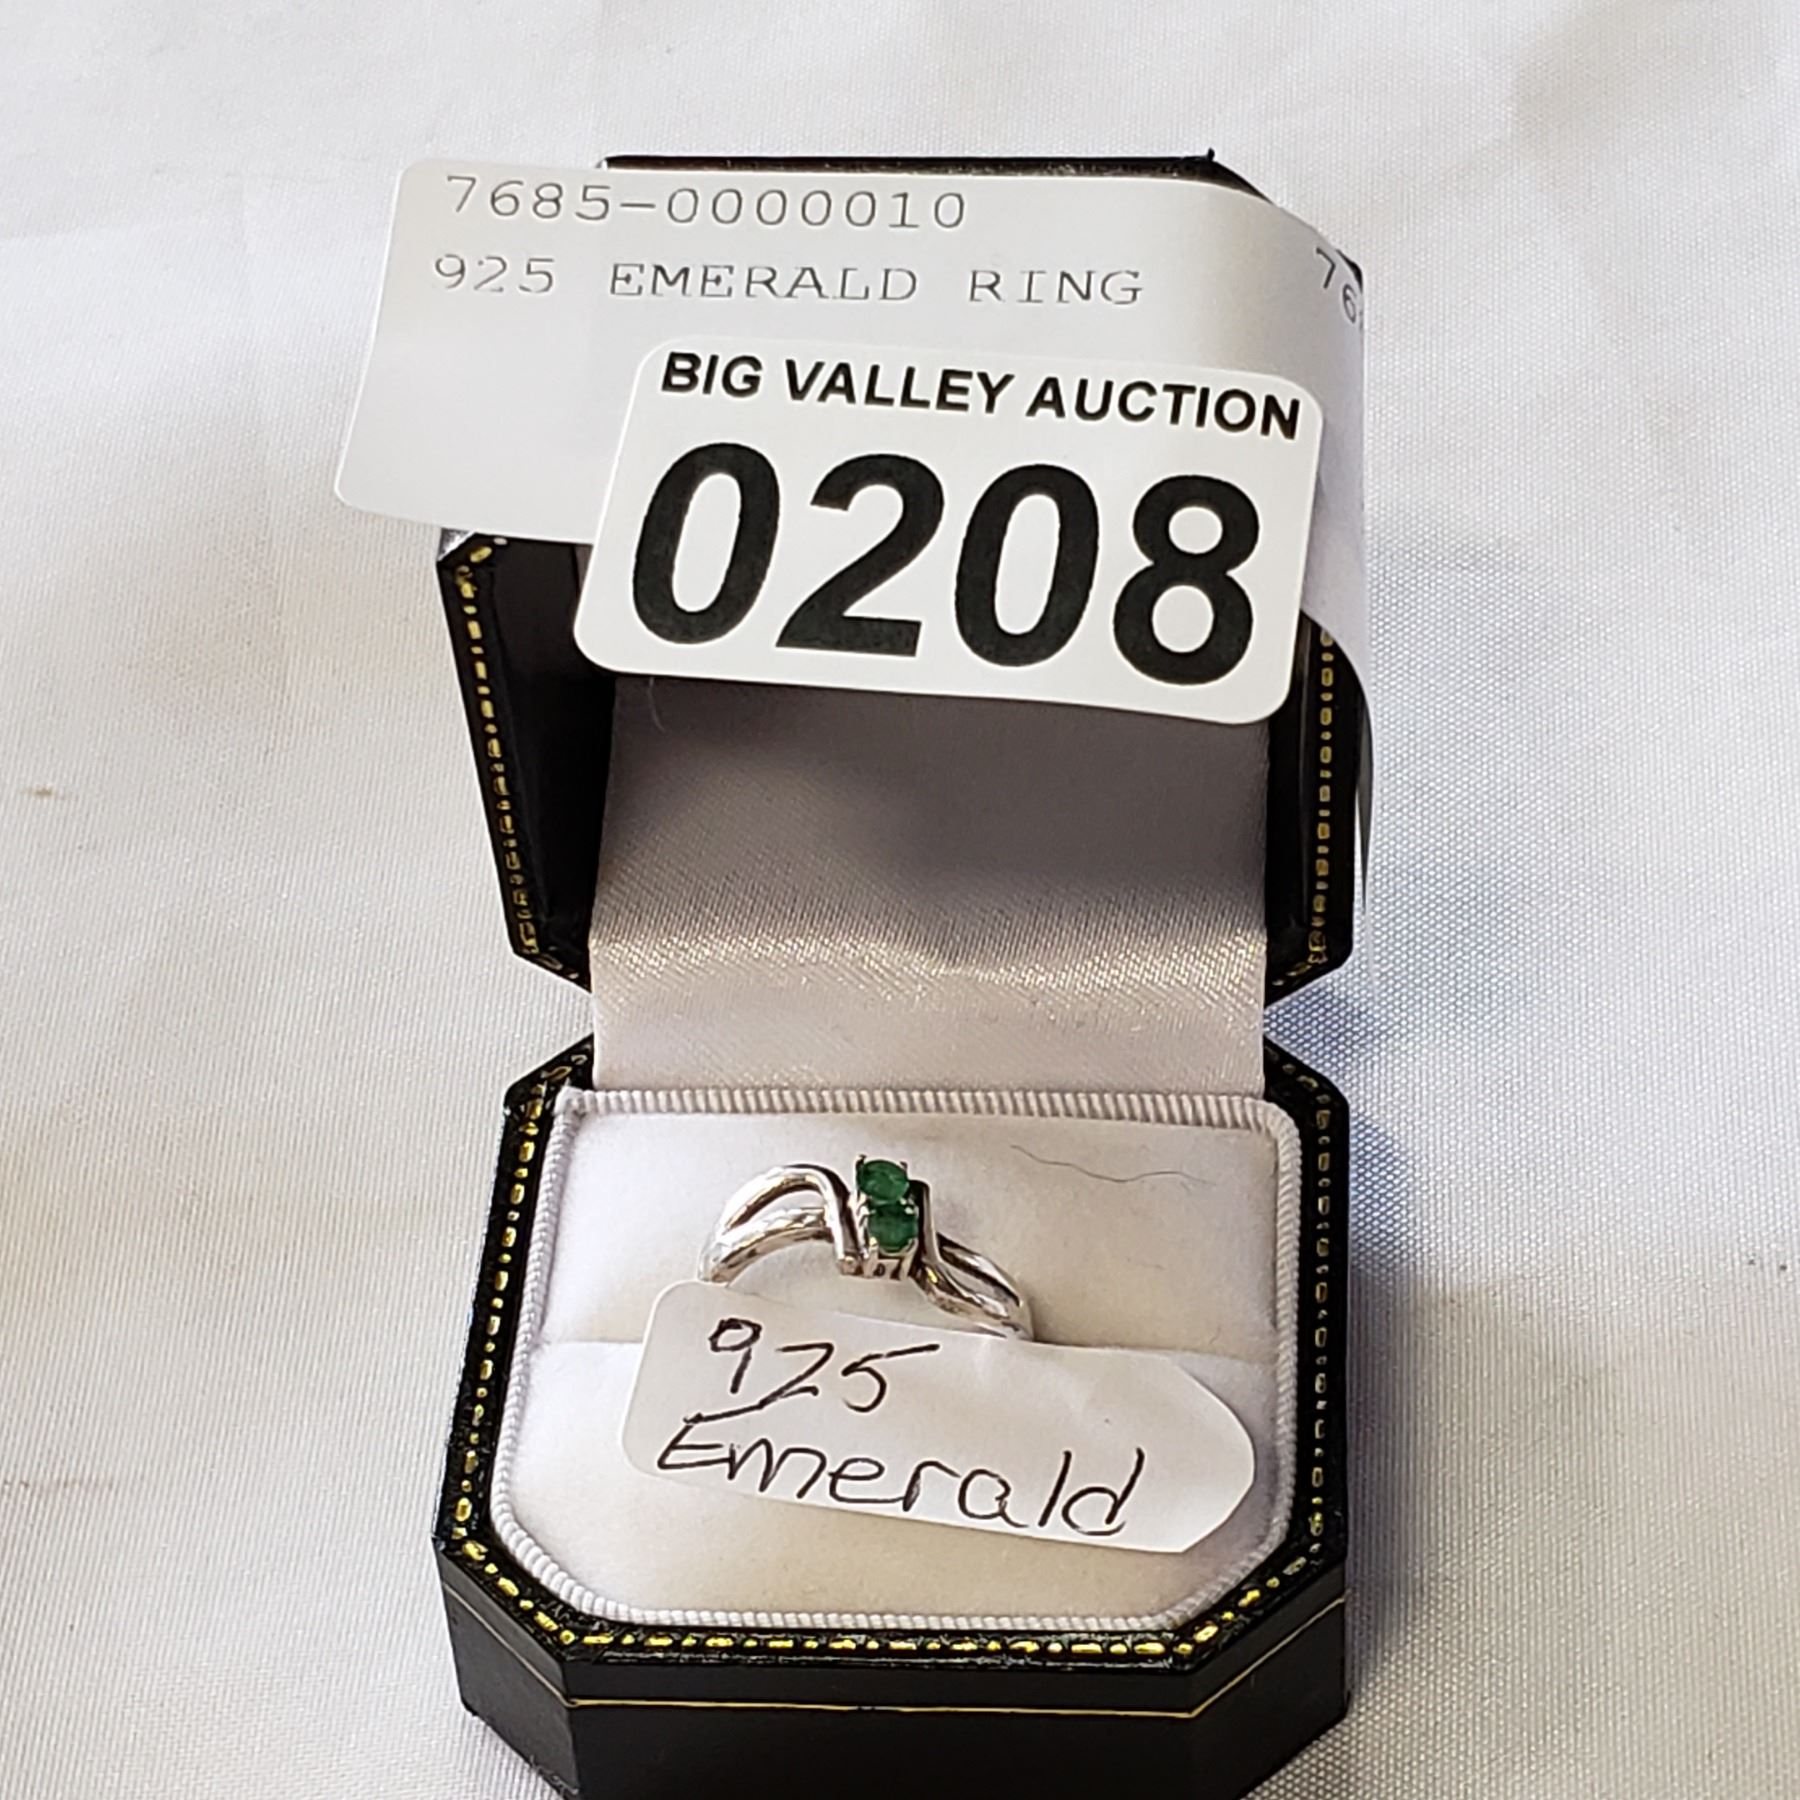 7685-0000010
925 EMERALD RING
BIG VALLEY AUCTION
0208
925
Emerald